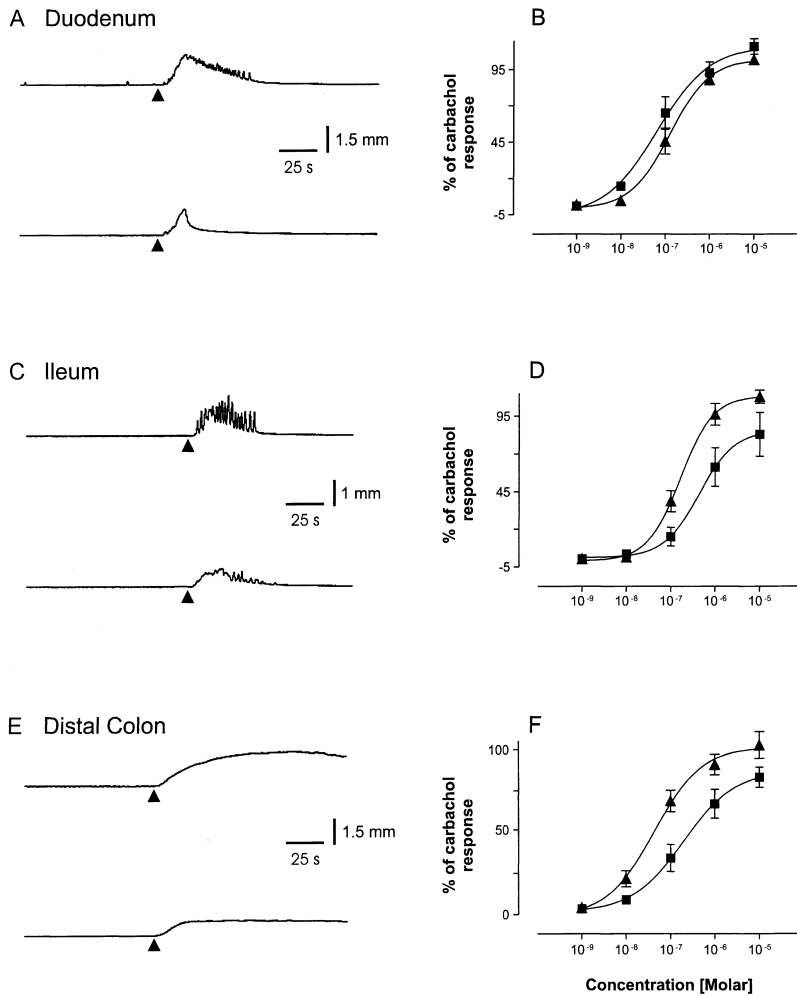 A Duodenum
1.5 mm
25 s
B
% of carbachol
response
95
45
-5
10⁻⁹ 10⁻⁸ 10⁻⁷ 10⁻⁶ 10⁻⁵
C Ileum
1 mm
25 s
D
% of carbachol
response
95
45
-5
10⁻⁹ 10⁻⁸ 10⁻⁷ 10⁻⁶ 10⁻⁵
E Distal Colon
1.5 mm
25 s
F
% of carbachol
response
100
50
0
10⁻⁹ 10⁻⁸ 10⁻⁷ 10⁻⁶ 10⁻⁵
Concentration [Molar]